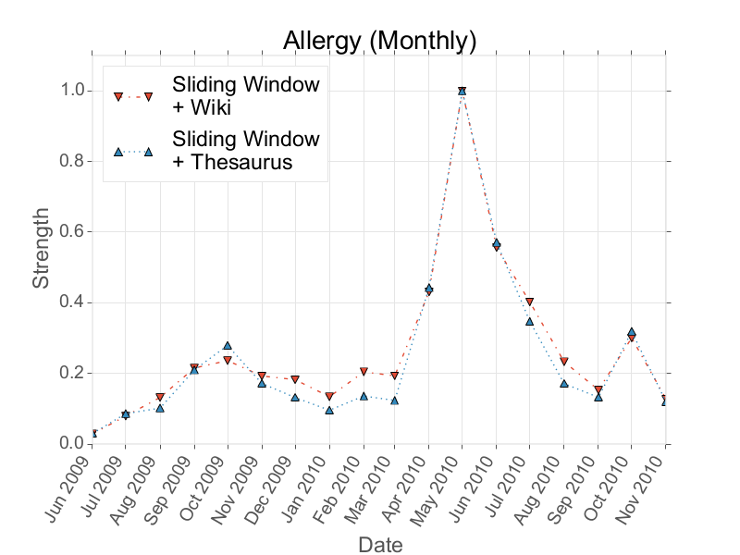 Allergy (Monthly)
Sliding Window
+ Wiki
Sliding Window
+ Thesaurus
Strength
1.0
0.8
0.6
0.4
0.2
0.0
Jun 2009
Jul 2009
Aug 2009
Sep 2009
Oct 2009
Nov 2009
Dec 2009
Jan 2010
Feb 2010
Mar 2010
Apr 2010
May 2010
Jun 2010
Jul 2010
Aug 2010
Sep 2010
Oct 2010
Nov 2010
Date